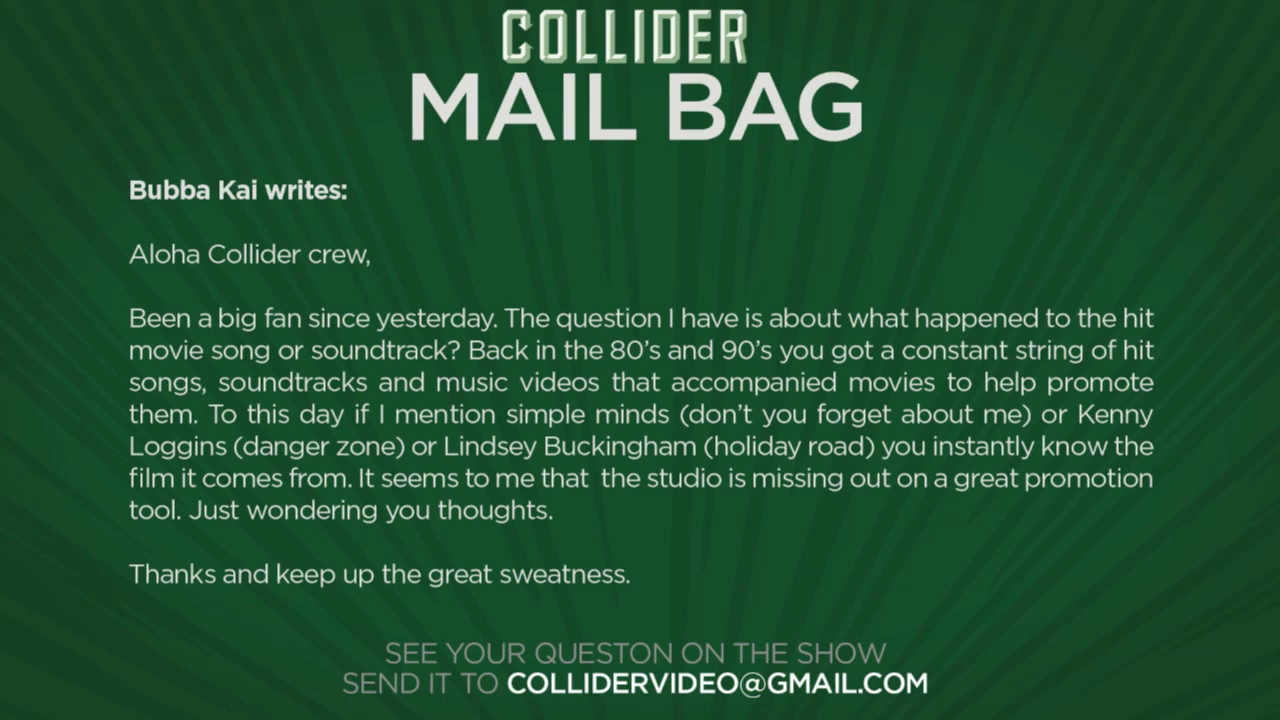 COLLIDER
MAIL BAG
Bubba Kai writes:
Aloha Collider crew,
Been a big fan since yesterday. The question I have is about what happened to the hit
movie song or soundtrack? Back in the 80's and 90's you got a constant string of hit
songs, soundtracks and music videos that accompanied movies to help promote
them. To this day if I mention simple minds (don't you forget about me) or Kenny
Loggins (danger zone) or Lindsey Buckingham (holiday road) you instantly know the
film it comes from. It seems to me that the studio is missing out on a great promotion
tool. Just wondering you thoughts.
Thanks and keep up the great sweatness.
SEE YOUR QUESTON ON THE SHOW
SEND IT TO COLLIDERVIDEO@GMAIL.COM